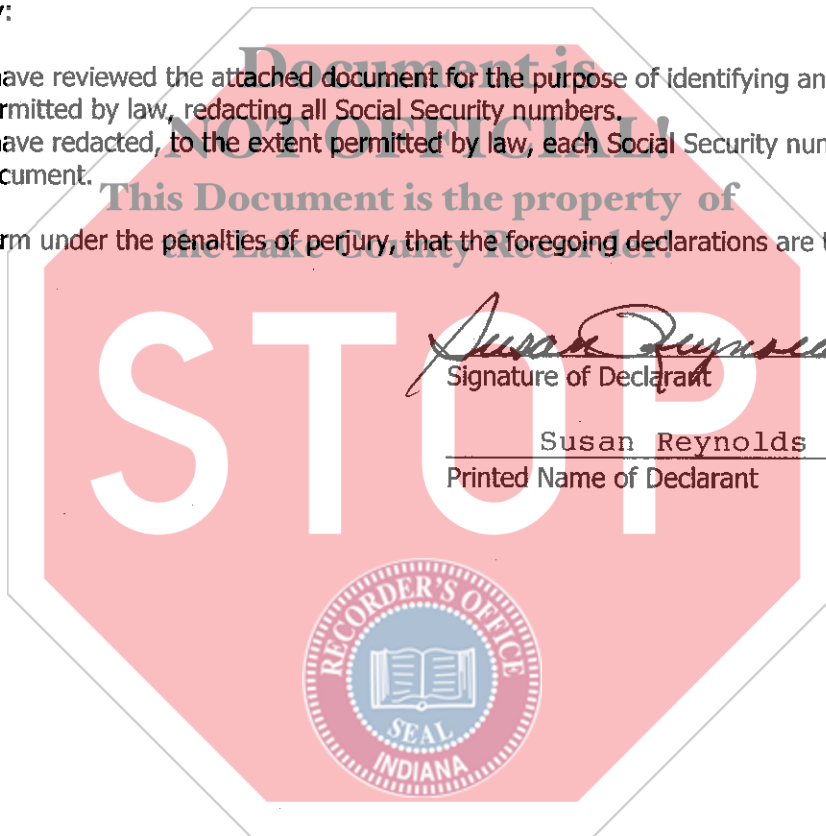 Document is
ave reviewed the attached document for the purpose of identifying an
rmitted by law, redacting all Social Security numbers.
NOT OFFICIAL!
ave redacted, to the extent permitted by law, each Social Security nu
cument.
This Document is the property of
rm under the penalties of perjury, that the foregoing declarations are t
the Lake County Recorder!
STOP
Susan Reynol
Signature of Declarant
Susan Reynolds
Printed Name of Declarant
RECORDER'S OFFICE
SEAL
INDIANA